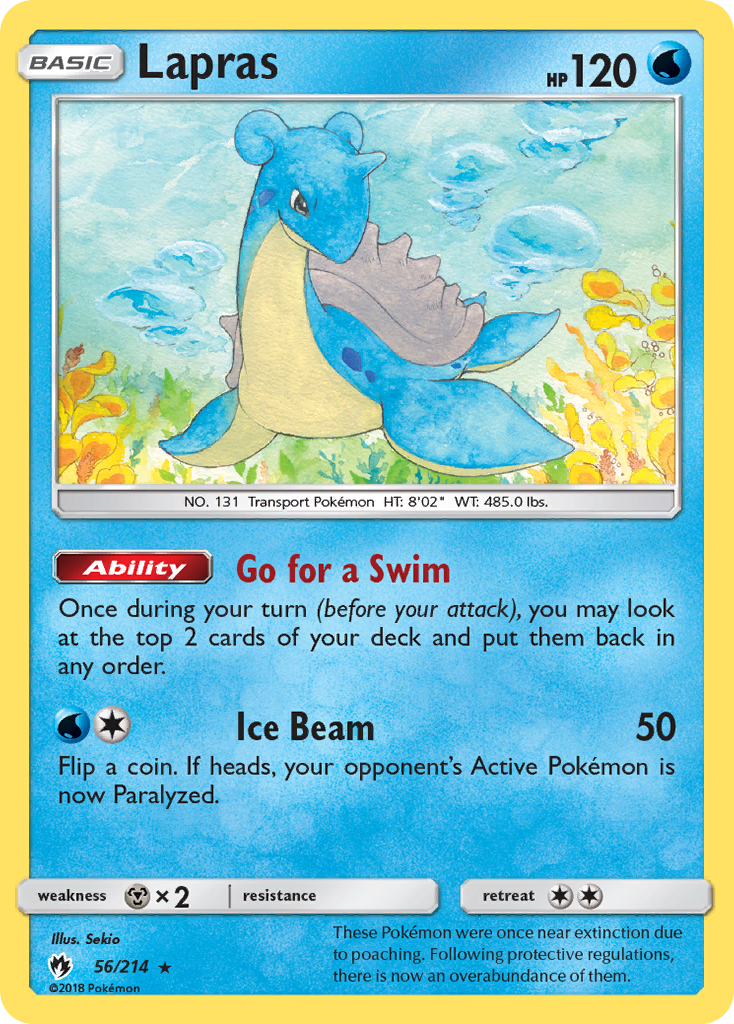 BASIC Lapras HP 120
NO. 131 Transport Pokémon HT: 8'02" WT: 485.0 lbs.
Ability Go for a Swim
Once during your turn (before your attack), you may look
at the top 2 cards of your deck and put them back in
any order.
Ice Beam 50
Flip a coin. If heads, your opponent's Active Pokémon is
now Paralyzed.
weakness ×2 resistance retreat
Illus. Sekio
56/214 ★
©2018 Pokémon
These Pokémon were once near extinction due
to poaching. Following protective regulations,
there is now an overabundance of them.